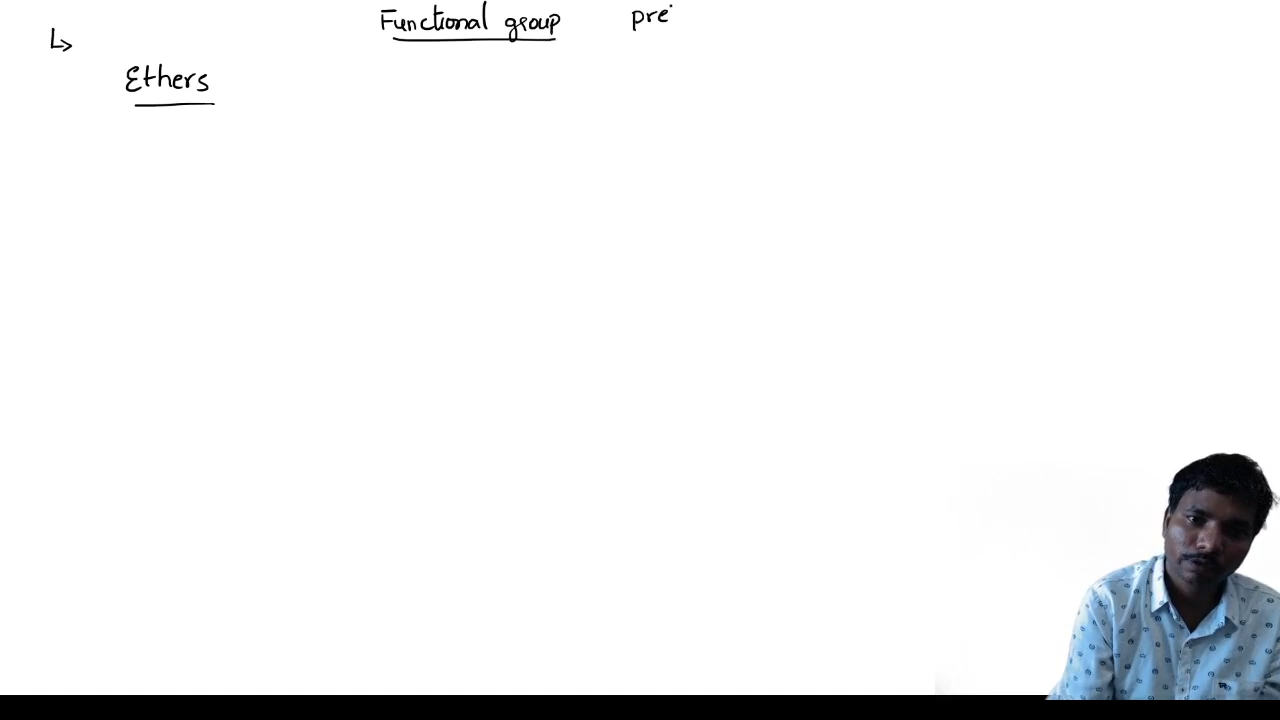 Functional group pre
↳
Ethers